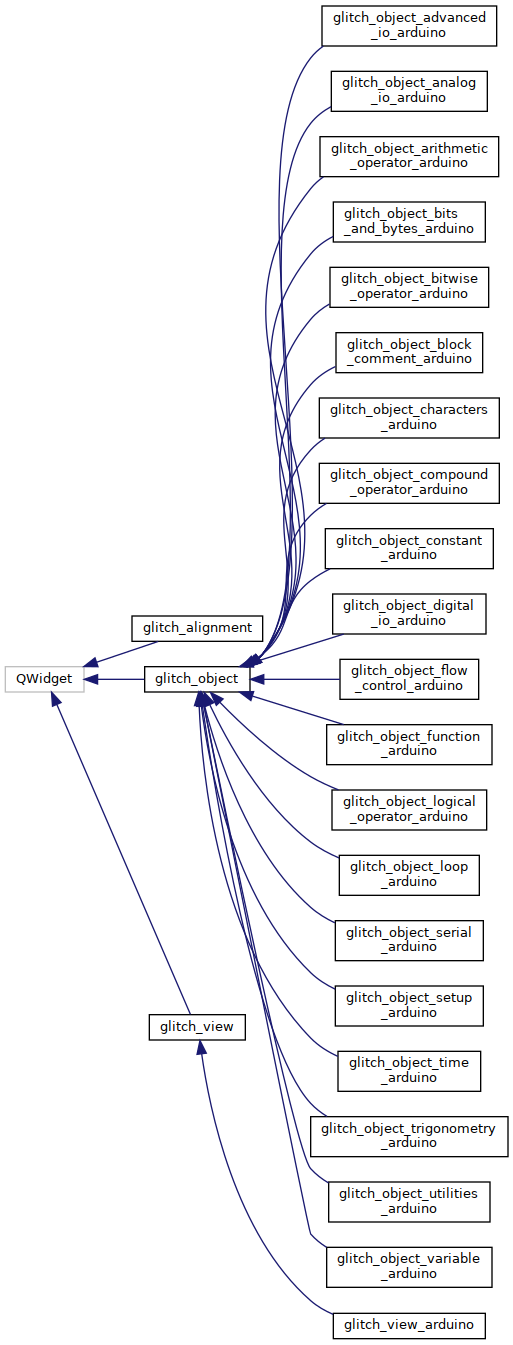 glitch_object_advanced
_io_arduino
glitch_object_analog
_io_arduino
glitch_object_arithmetic
_operator_arduino
glitch_object_bits
_and_bytes_arduino
glitch_object_bitwise
_operator_arduino
glitch_object_block
_comment_arduino
glitch_object_characters
_arduino
glitch_object_compound
_operator_arduino
glitch_object_constant
_arduino
glitch_object_digital
_io_arduino
glitch_alignment
QWidget
glitch_object
glitch_object_flow
_control_arduino
glitch_object_function
_arduino
glitch_object_logical
_operator_arduino
glitch_object_loop
_arduino
glitch_object_serial
_arduino
glitch_object_setup
_arduino
glitch_view
glitch_object_time
_arduino
glitch_object_trigonometry
_arduino
glitch_object_utilities
_arduino
glitch_object_variable
_arduino
glitch_view_arduino